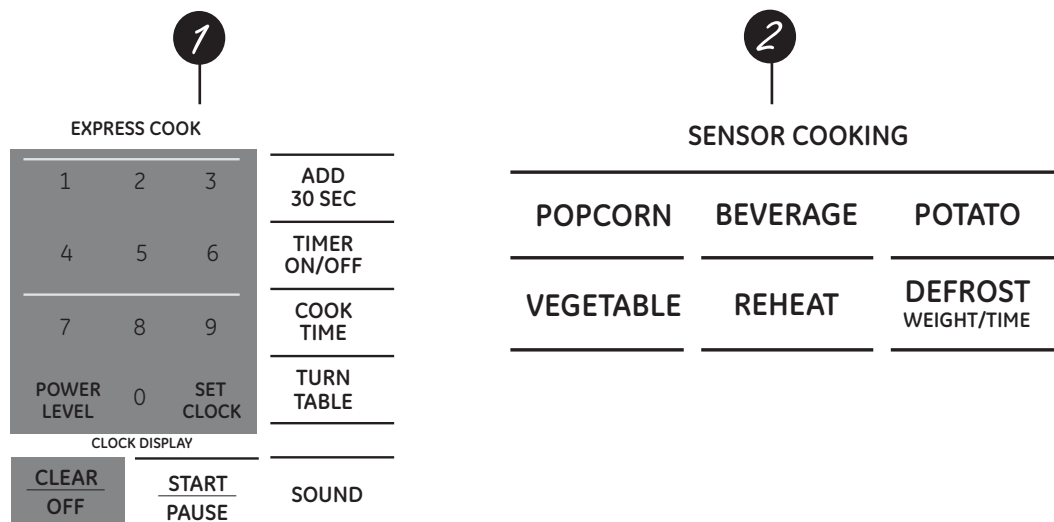 1
EXPRESS COOK
1 2 3
ADD
30 SEC
4 5 6
TIMER
ON/OFF
7 8 9
COOK
TIME
POWER
LEVEL
0
SET
CLOCK
TURN
TABLE
CLOCK DISPLAY
CLEAR
OFF
START
PAUSE
SOUND
2
SENSOR COOKING
POPCORN BEVERAGE POTATO
VEGETABLE REHEAT DEFROST
WEIGHT/TIME